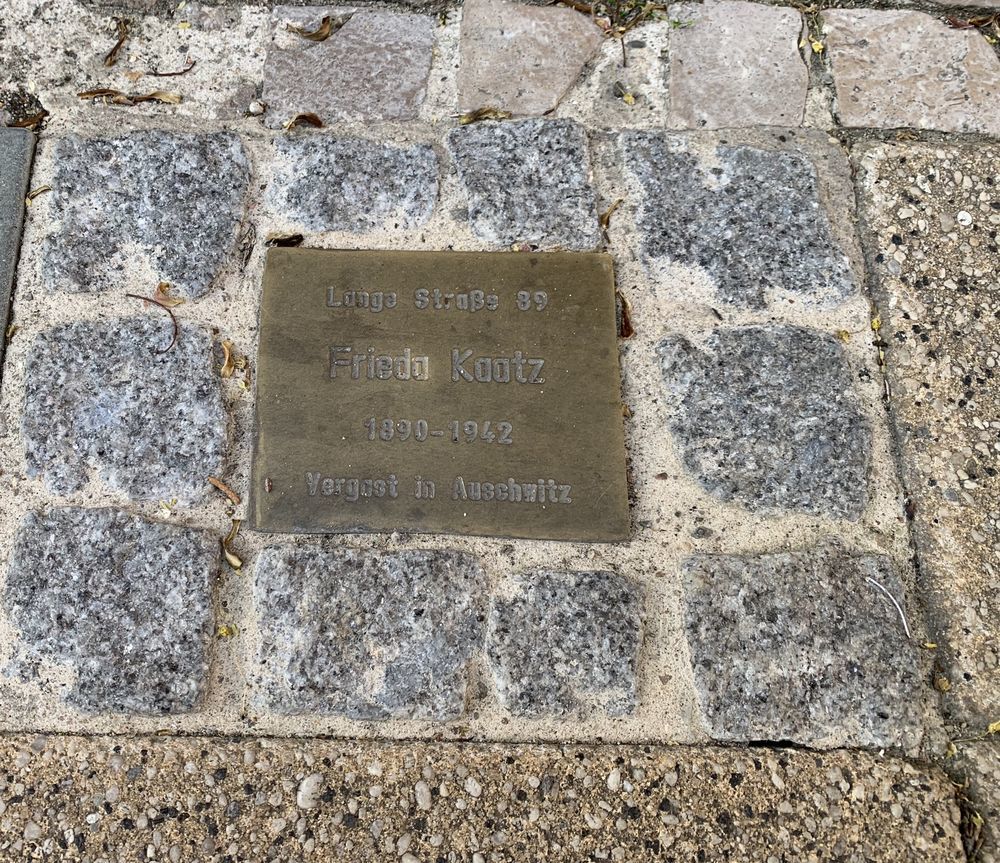 Lange Straße 89
Frieda Kaatz
1890-1942
Vergast in Auschwitz